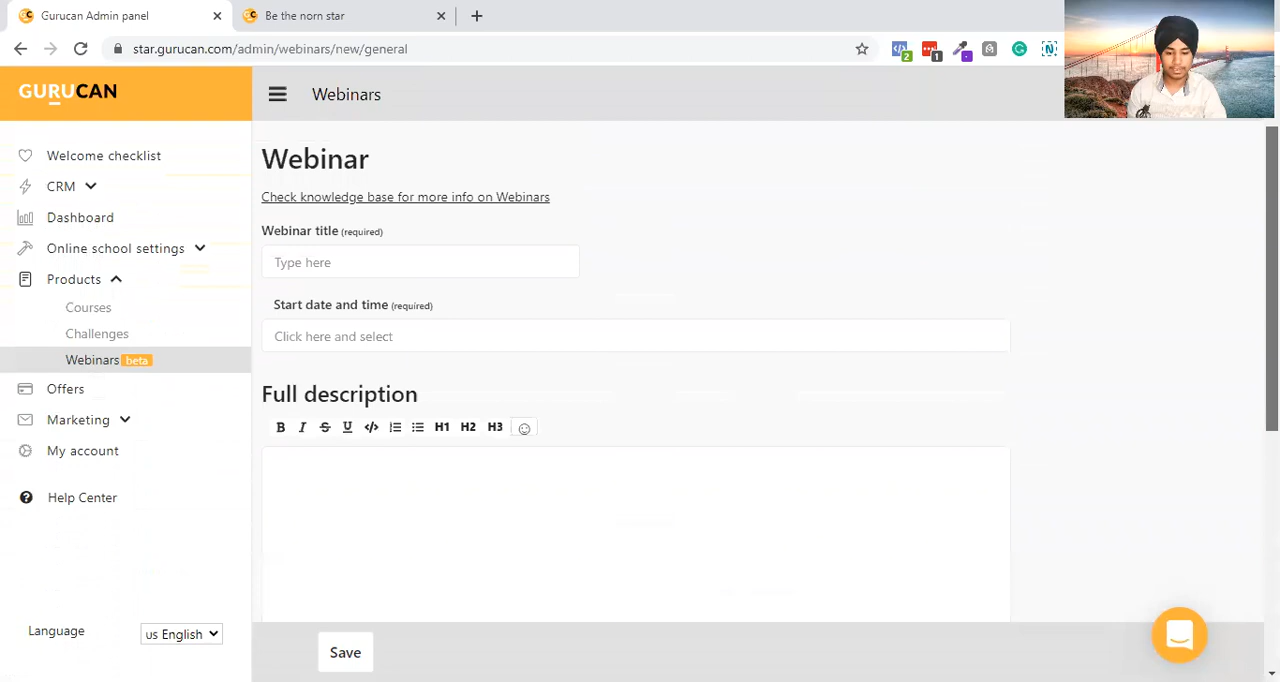 Gurucan Admin panel
Be the norn star
star.gurucan.com/admin/webinars/new/general
2
1
GURUCAN
Webinars
Welcome checklist
CRM
Dashboard
Online school settings
Products
Courses
Challenges
Webinars beta
Offers
Marketing
My account
Help Center
Language
us English
Webinar
Check knowledge base for more info on Webinars
Webinar title (required)
Type here
Start date and time (required)
Click here and select
Full description
B I S U </> H1 H2 H3
Save